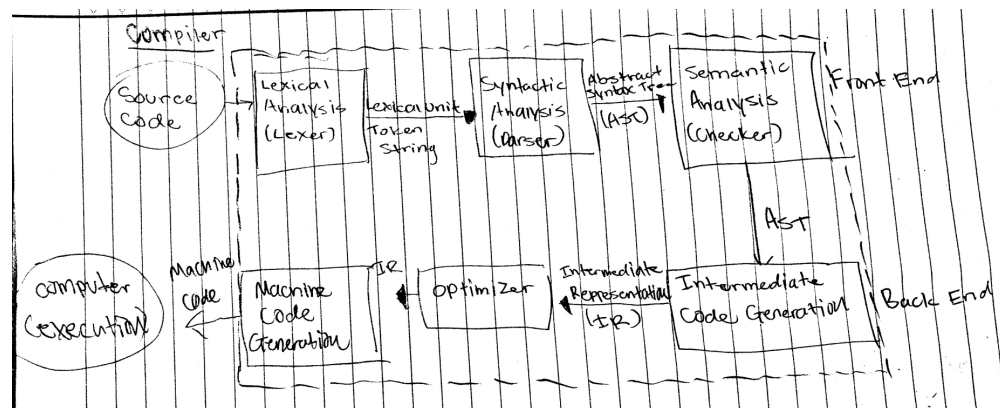 Compiler
Source
Code
Lexical
Analysis
(Lexer)
Lexical Unit
Token
String
Syntactic
Analysis
(Parser)
Abstract
Syntax Tree
(AST)
Semantic
Analysis
(Checker)
Front End
AST
Intermediate
Code Generation
Back End
Intermediate
Representation
(IR)
Optimizer
IR
Machine
Code
Generation
Machine
Code
Computer
(execution)